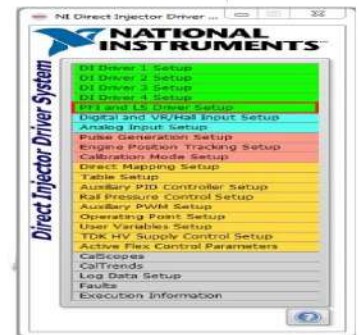 NI Direct Injector Driver ...
NATIONAL
INSTRUMENTS
Direct Injector Driver System
DI Driver 1 Setup
DI Driver 2 Setup
DI Driver 3 Setup
DI Driver 4 Setup
PFI and LS Driver Setup
Digital and VR/Hall Input Setup
Analog Input Setup
Pulse Generation Setup
Engine Position Tracking Setup
Calibration Mode Setup
Direct Mapping Setup
Table Setup
Auxiliary PID Controller Setup
Rail Pressure Control Setup
Auxiliary PWM Setup
Operating Point Setup
User Variables Setup
TDK HV Supply Control Setup
Active Flex Control Parameters
CalScopes
CalTrends
Log Data Setup
Faults
Execution Information
?